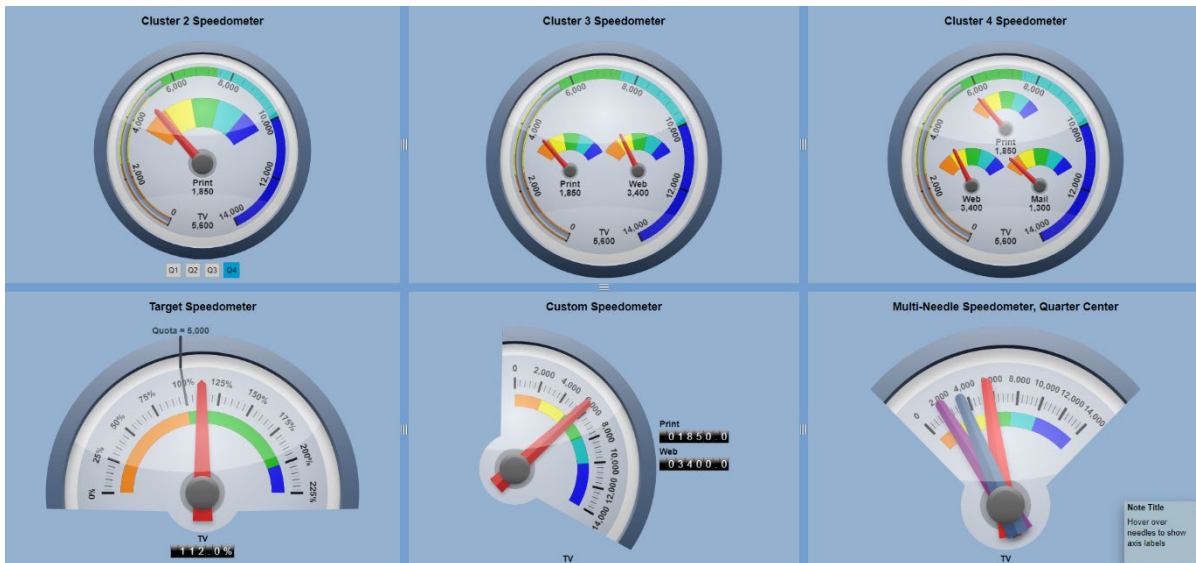 Cluster 2 Speedometer
0
2,000
4,000
6,000
8,000
10,000
12,000
14,000
Print
1,850
TV
5,600
Q1 Q2 Q3 Q4
Cluster 3 Speedometer
0
2,000
4,000
6,000
8,000
10,000
12,000
14,000
Print
1,850
Web
3,400
TV
5,600
Cluster 4 Speedometer
0
2,000
4,000
6,000
8,000
10,000
12,000
14,000
Print
1,850
Web
3,400
Mail
1,300
TV
5,600
Target Speedometer
Quota = 5,000
0%
25%
50%
75%
100%
125%
150%
175%
200%
225%
TV
112.0%
Custom Speedometer
0
2,000
4,000
6,000
8,000
10,000
12,000
14,000
Print
01850.0
Web
03400.0
TV
Multi-Needle Speedometer, Quarter Center
0
2,000
4,000
6,000
8,000
10,000
12,000
14,000
TV
Note Title
Hover over
needles to show
axis labels